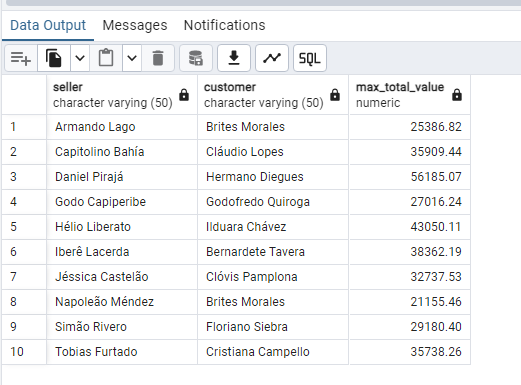 Data Output Messages Notifications
SQL
seller customer max_total_value
character varying (50) character varying (50) numeric
1 Armando Lago Brites Morales 25386.82
2 Capitolino Bahía Cláudio Lopes 35909.44
3 Daniel Pirajá Hermano Diegues 56185.07
4 Godo Capiperibe Godofredo Quiroga 27016.24
5 Hélio Liberato Ilduara Chávez 43050.11
6 Iberê Lacerda Bernardete Tavera 38362.19
7 Jéssica Castelão Clóvis Pamplona 32737.53
8 Napoleão Méndez Brites Morales 21155.46
9 Simão Rivero Floriano Siebra 29180.40
10 Tobias Furtado Cristiana Campello 35738.26